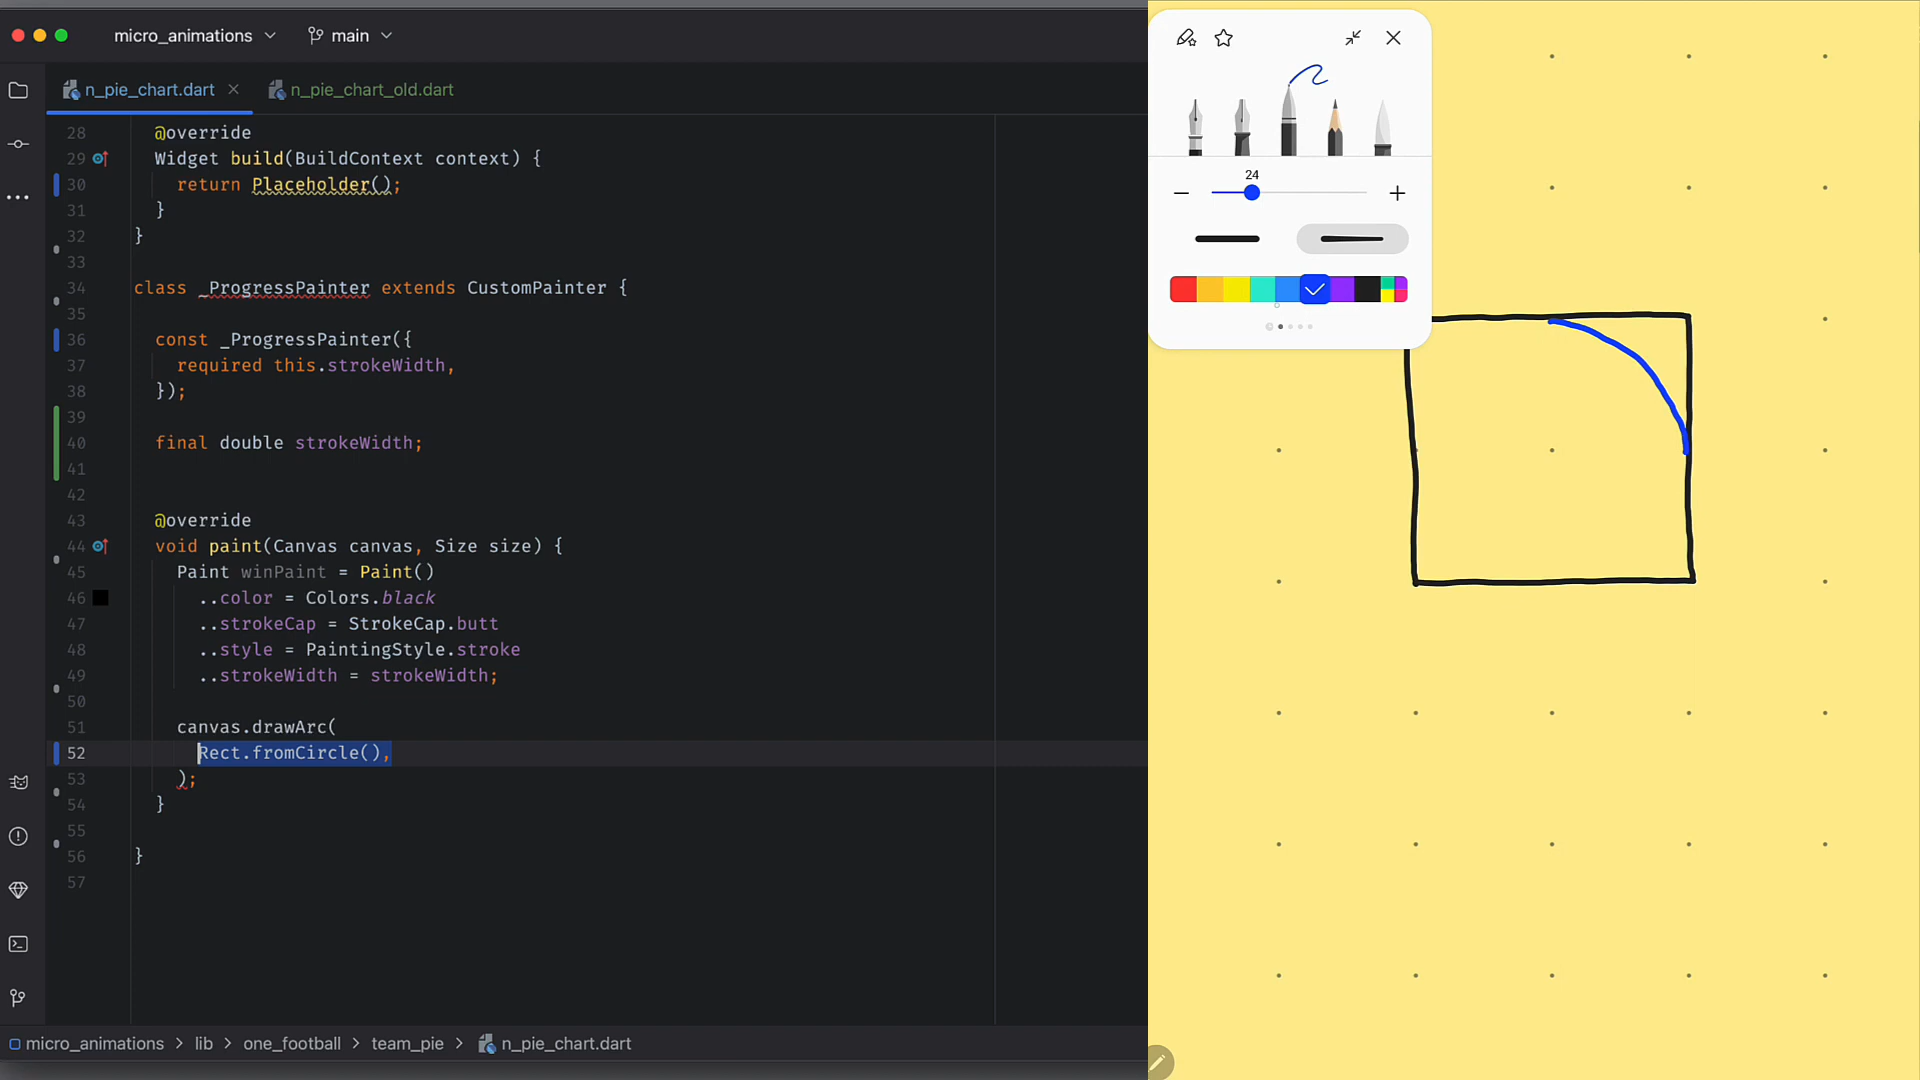 micro_animations main
n_pie_chart.dart n_pie_chart_old.dart
28 @override
29 Widget build(BuildContext context) {
30 return Placeholder();
31 }
32 }
33
34 class _ProgressPainter extends CustomPainter {
35
36 const _ProgressPainter({
37 required this.strokeWidth,
38 });
39
40 final double strokeWidth;
41
42
43 @override
44 void paint(Canvas canvas, Size size) {
45 Paint winPaint = Paint()
46 ..color = Colors.black
47 ..strokeCap = StrokeCap.butt
48 ..style = PaintingStyle.stroke
49 ..strokeWidth = strokeWidth;
50
51 canvas.drawArc(
52 Rect.fromCircle(),
53 );
54 }
55
56 }
57
micro_animations > lib > one_football > team_pie > n_pie_chart.dart
24